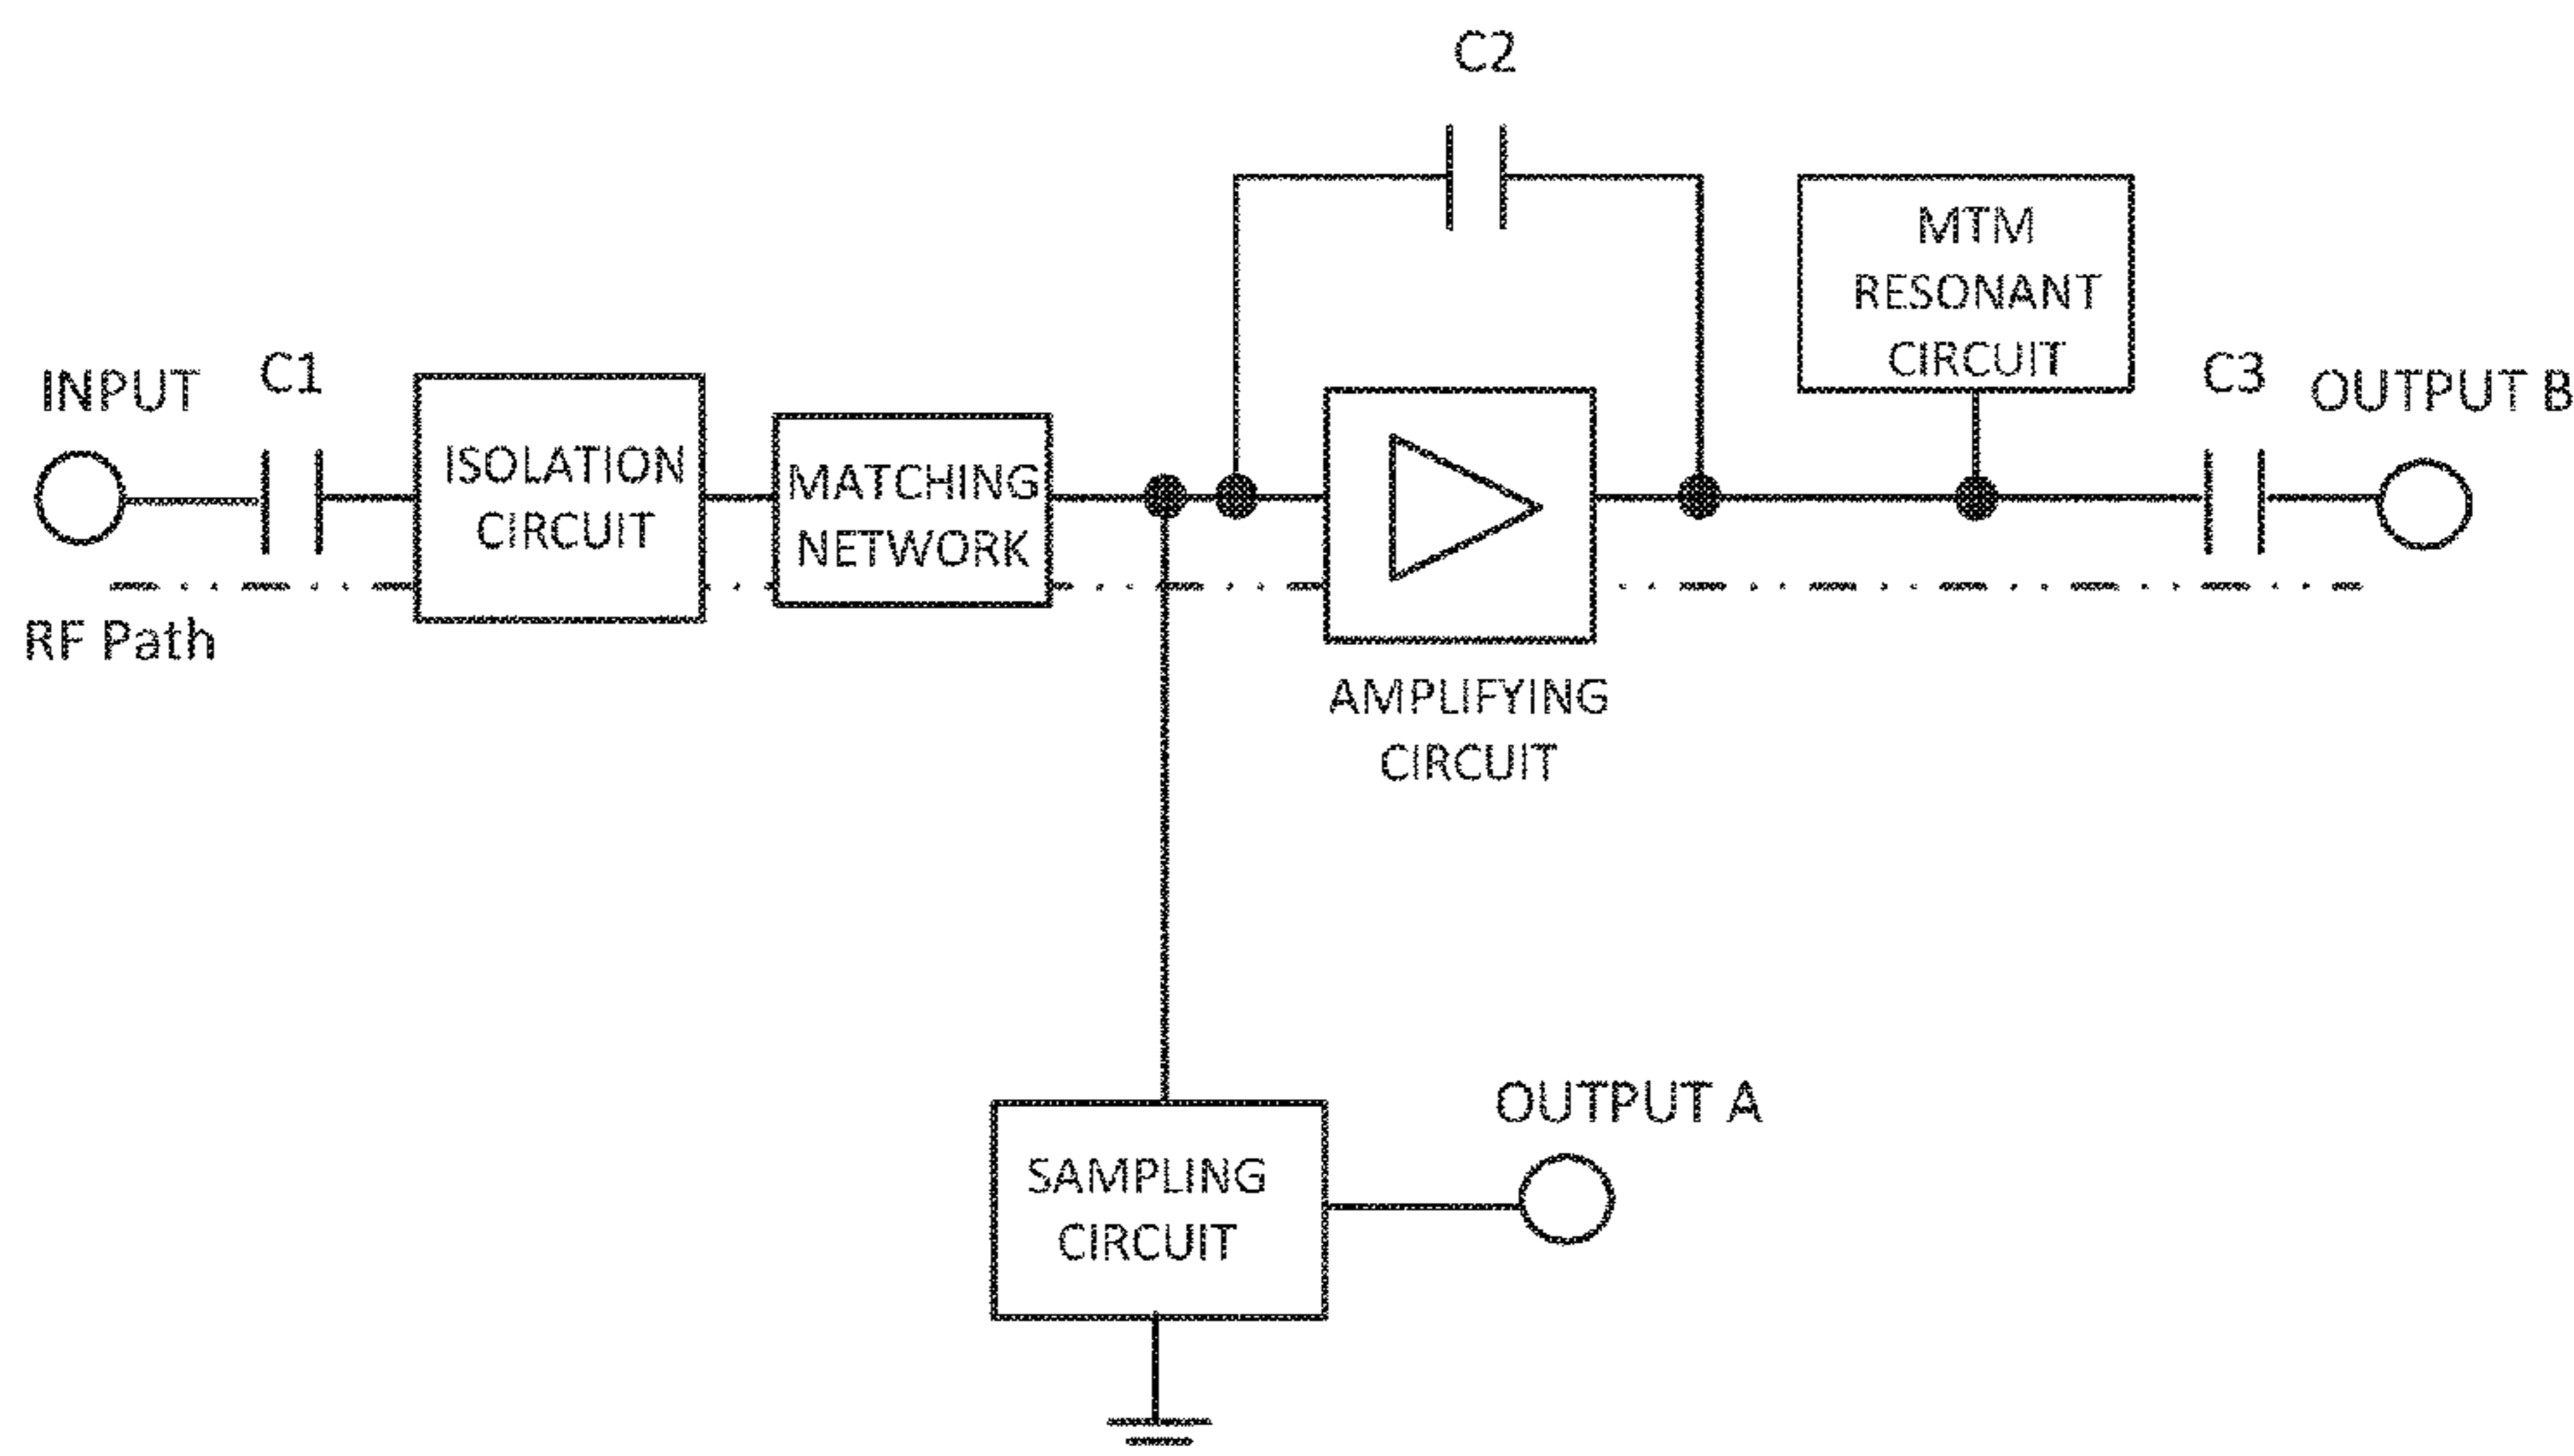 C2
MTM
RESONANT
CIRCUIT
INPUT
C1
C3
OUTPUT B
ISOLATION
CIRCUIT
MATCHING
NETWORK
RF Path
AMPLIFYING
CIRCUIT
OUTPUT A
SAMPLING
CIRCUIT